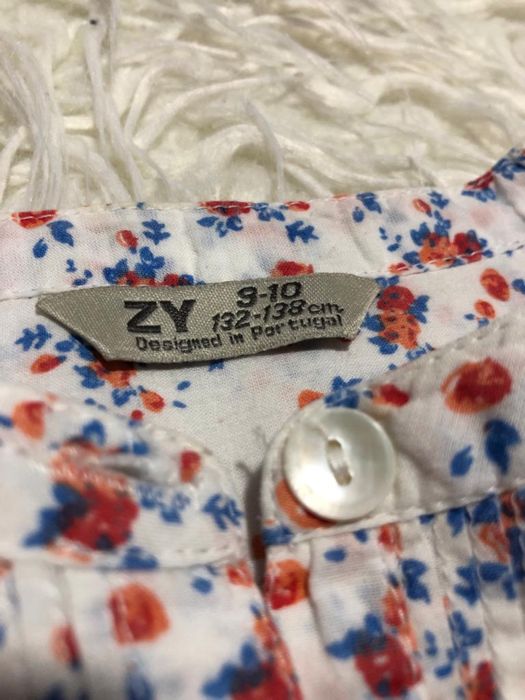 ZY 9-10
132-138cm.
Designed in Portugal